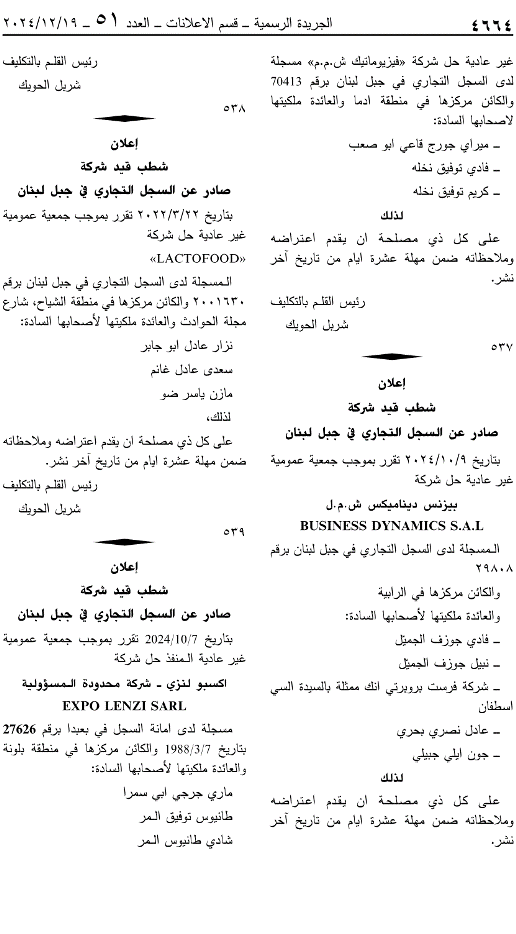 ٤٦٦٤
الجريدة الرسمية ــ قسم الاعلانات ــ العدد ٥١ ــ ٢٠٢٤/١٢/١٩
غير عادية حل شركة «فيزيوماتيك ش.م.م» مسجلة
لدى السجل التجاري في جبل لبنان برقم 70413
والكائن مركزها في منطقة ادما والعائدة ملكيتها
لاصحابها السادة:
ــ ميراي جورج قاعي ابو صعب
ــ فادي توفيق نخله
ــ كريم توفيق نخله
لذلك
على كل ذي مصلحة ان يقدم اعتراضه
وملاحظاته ضمن مهلة عشرة ايام من تاريخ آخر
نشر.
رئيس القلم بالتكليف
شربل الحويك
٥٣٧
إعلان
شطب قيد شركة
صادر عن السجل التجاري في جبل لبنان
بتاريخ ٢٠٢٤/١٠/٩ تقرر بموجب جمعية عمومية
غير عادية حل شركة
بيزنس ديناميكس ش.م.ل
BUSINESS DYNAMICS S.A.L
المسجلة لدى السجل التجاري في جبل لبنان برقم
٢٩٨٠٨
والكائن مركزها في الرابية
والعائدة ملكيتها لأصحابها السادة:
ــ فادي جوزف الجميّل
ــ نبيل جوزف الجميّل
ــ شركة فرست بروبرتي انك ممثلة بالسيدة السي
اسطفان
ــ عادل نصري بحري
ــ جون ايلي جبيلي
لذلك
على كل ذي مصلحة ان يقدم اعتراضه
وملاحظاته ضمن مهلة عشرة ايام من تاريخ آخر
نشر.
رئيس القلم بالتكليف
شربل الحويك
٥٣٨
إعلان
شطب قيد شركة
صادر عن السجل التجاري في جبل لبنان
بتاريخ ٢٠٢٢/٣/٢٢ تقرر بموجب جمعية عمومية
غير عادية حل شركة
«LACTOFOOD»
المسجلة لدى السجل التجاري في جبل لبنان برقم
٢٠٠١٦٣٠ والكائن مركزها في منطقة الشياح، شارع
مجلة الحوادث والعائدة ملكيتها لأصحابها السادة:
نزار عادل ابو جابر
سعدى عادل غانم
مازن ياسر ضو
لذلك،
على كل ذي مصلحة ان يقدم اعتراضه وملاحظاته
ضمن مهلة عشرة ايام من تاريخ آخر نشر.
رئيس القلم بالتكليف
شربل الحويك
٥٣٩
إعلان
شطب قيد شركة
صادر عن السجل التجاري في جبل لبنان
بتاريخ 2024/10/7 تقرر بموجب جمعية عمومية
غير عادية المنفذ حل شركة
اكسبو لنزي ــ شركة محدودة المسؤولية
EXPO LENZI SARL
مسجلة لدى امانة السجل في بعبدا برقم 27626
بتاريخ 1988/3/7 والكائن مركزها في منطقة بلونة
والعائدة ملكيتها لأصحابها السادة:
ماري جرجي ابي سمرا
طانيوس توفيق المر
شادي طانيوس المر